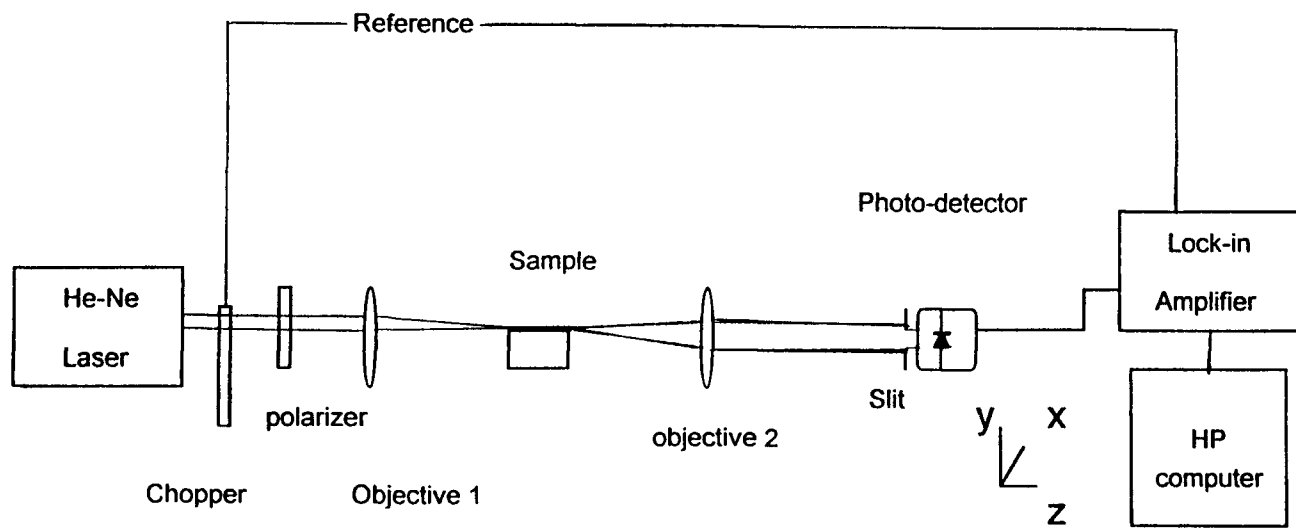 Reference
Photo-detector
Lock-in
Amplifier
Sample
He-Ne
Laser
Slit
polarizer
objective 2
y
x
z
HP
computer
Chopper
Objective 1